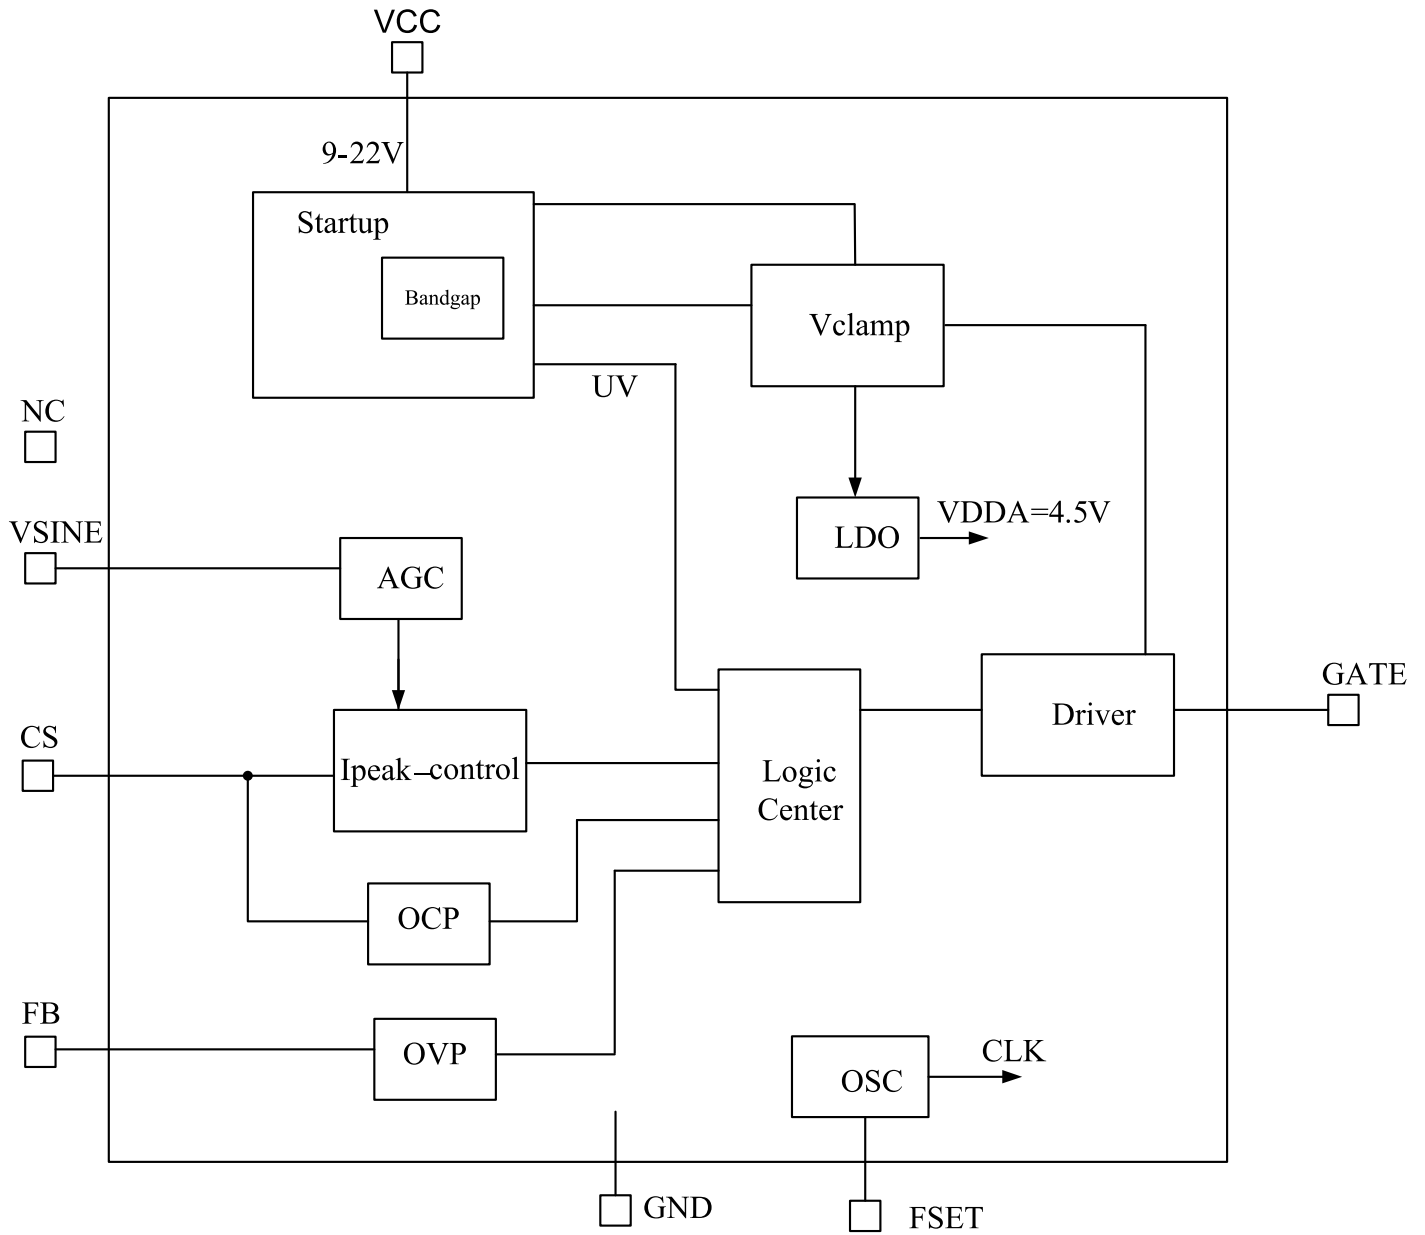 VCC
9-22V
Startup
Bandgap
Vclamp
UV
NC
VSINE
AGC
LDO
VDDA=4.5V
GATE
Driver
CS
Ipeak–control
Logic
Center
OCP
FB
OVP
OSC
CLK
GND
FSET